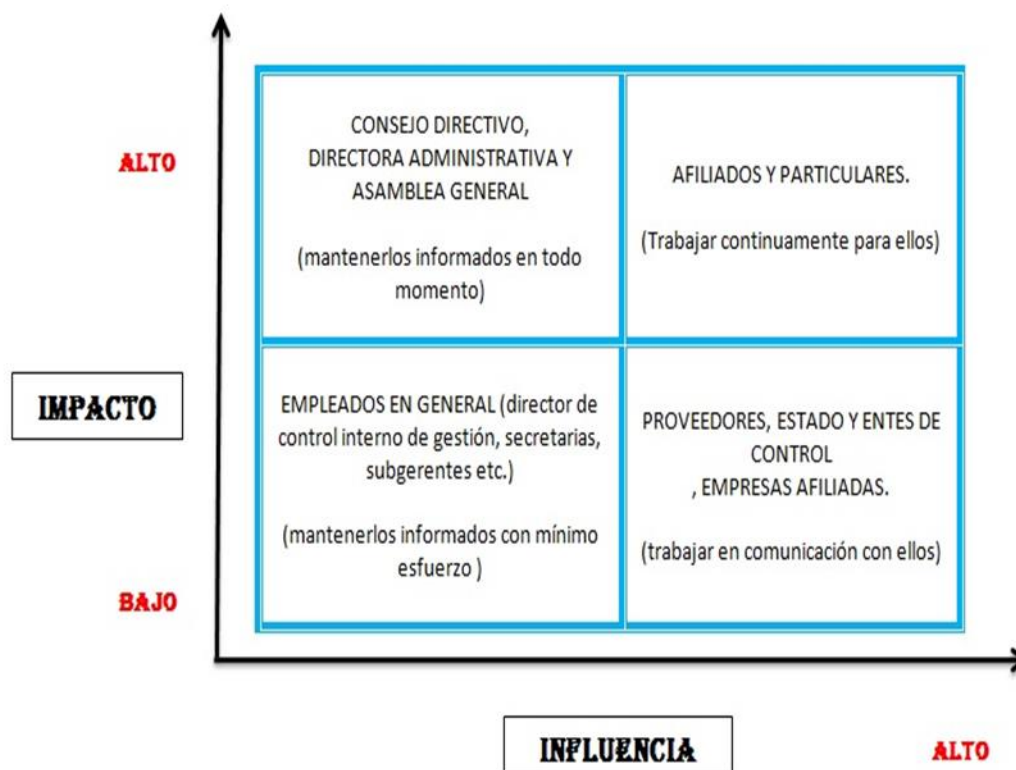 ALTO
CONSEJO DIRECTIVO,
DIRECTORA ADMINISTRATIVA Y
ASAMBLEA GENERAL
(mantenerlos informados en todo
momento)
AFILIADOS Y PARTICULARES.
(Trabajar continuamente para ellos)
IMPACTO
EMPLEADOS EN GENERAL (director de
control interno de gestión, secretarias,
subgerentes etc.)
(mantenerlos informados con mínimo
esfuerzo )
PROVEEDORES, ESTADO Y ENTES DE
CONTROL
, EMPRESAS AFILIADAS.
(trabajar en comunicación con ellos)
BAJO
INFLUENCIA
ALTO